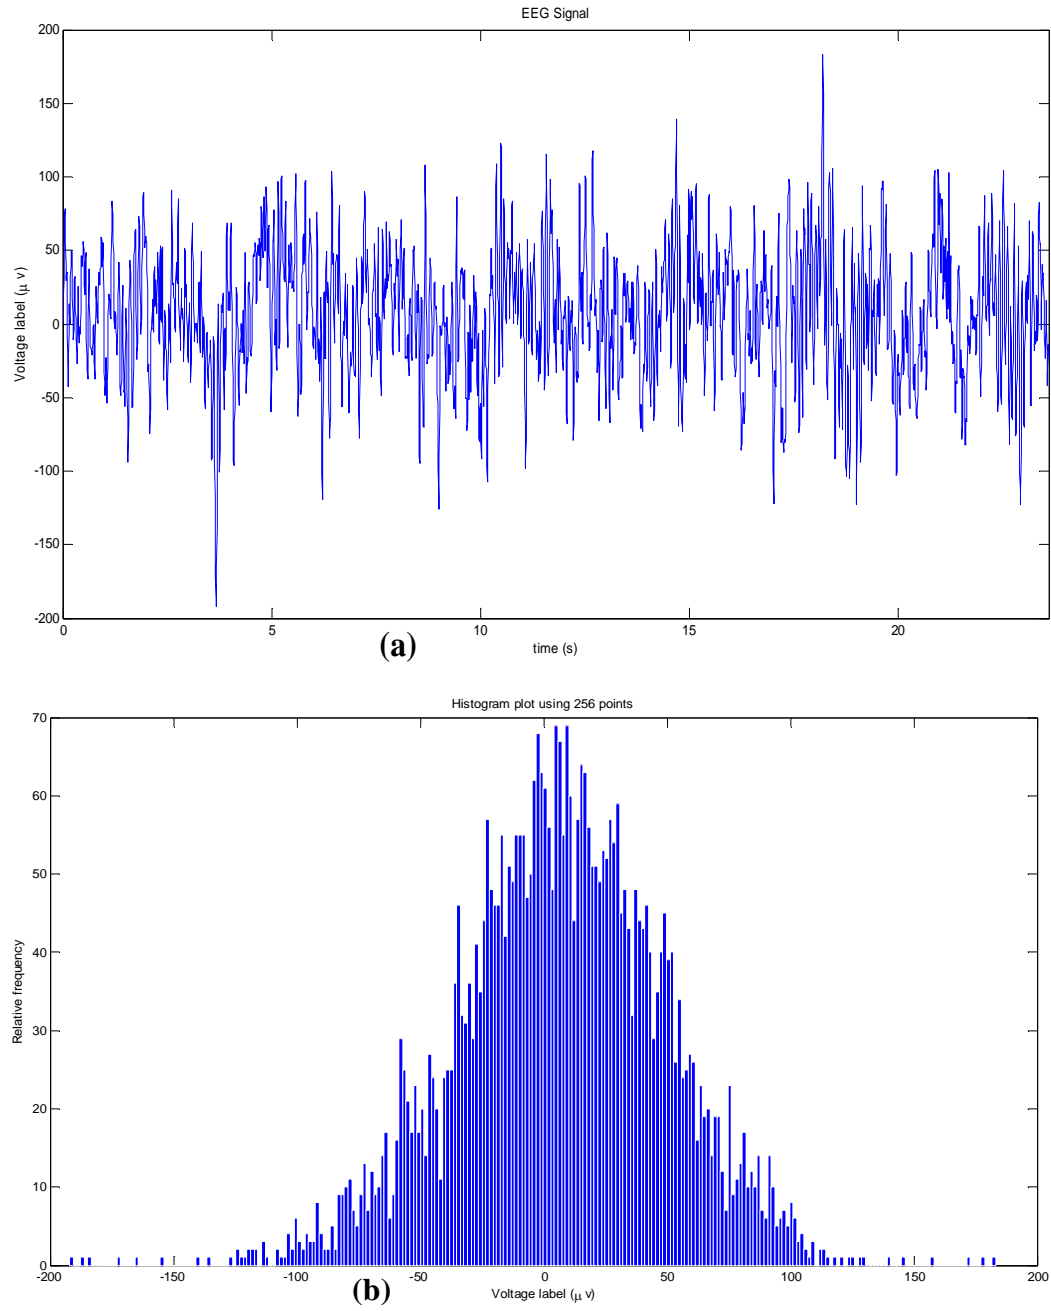 EEG Signal
200
150
100
50
0
-50
-100
-150
-200
Voltage label (μ v)
0 5 10 15 20
time (s)
(a)
Histogram plot using 256 points
70
60
50
40
30
20
10
0
Relative frequency
-200 -150 -100 -50 0 50 100 150 200
Voltage label (μ v)
(b)